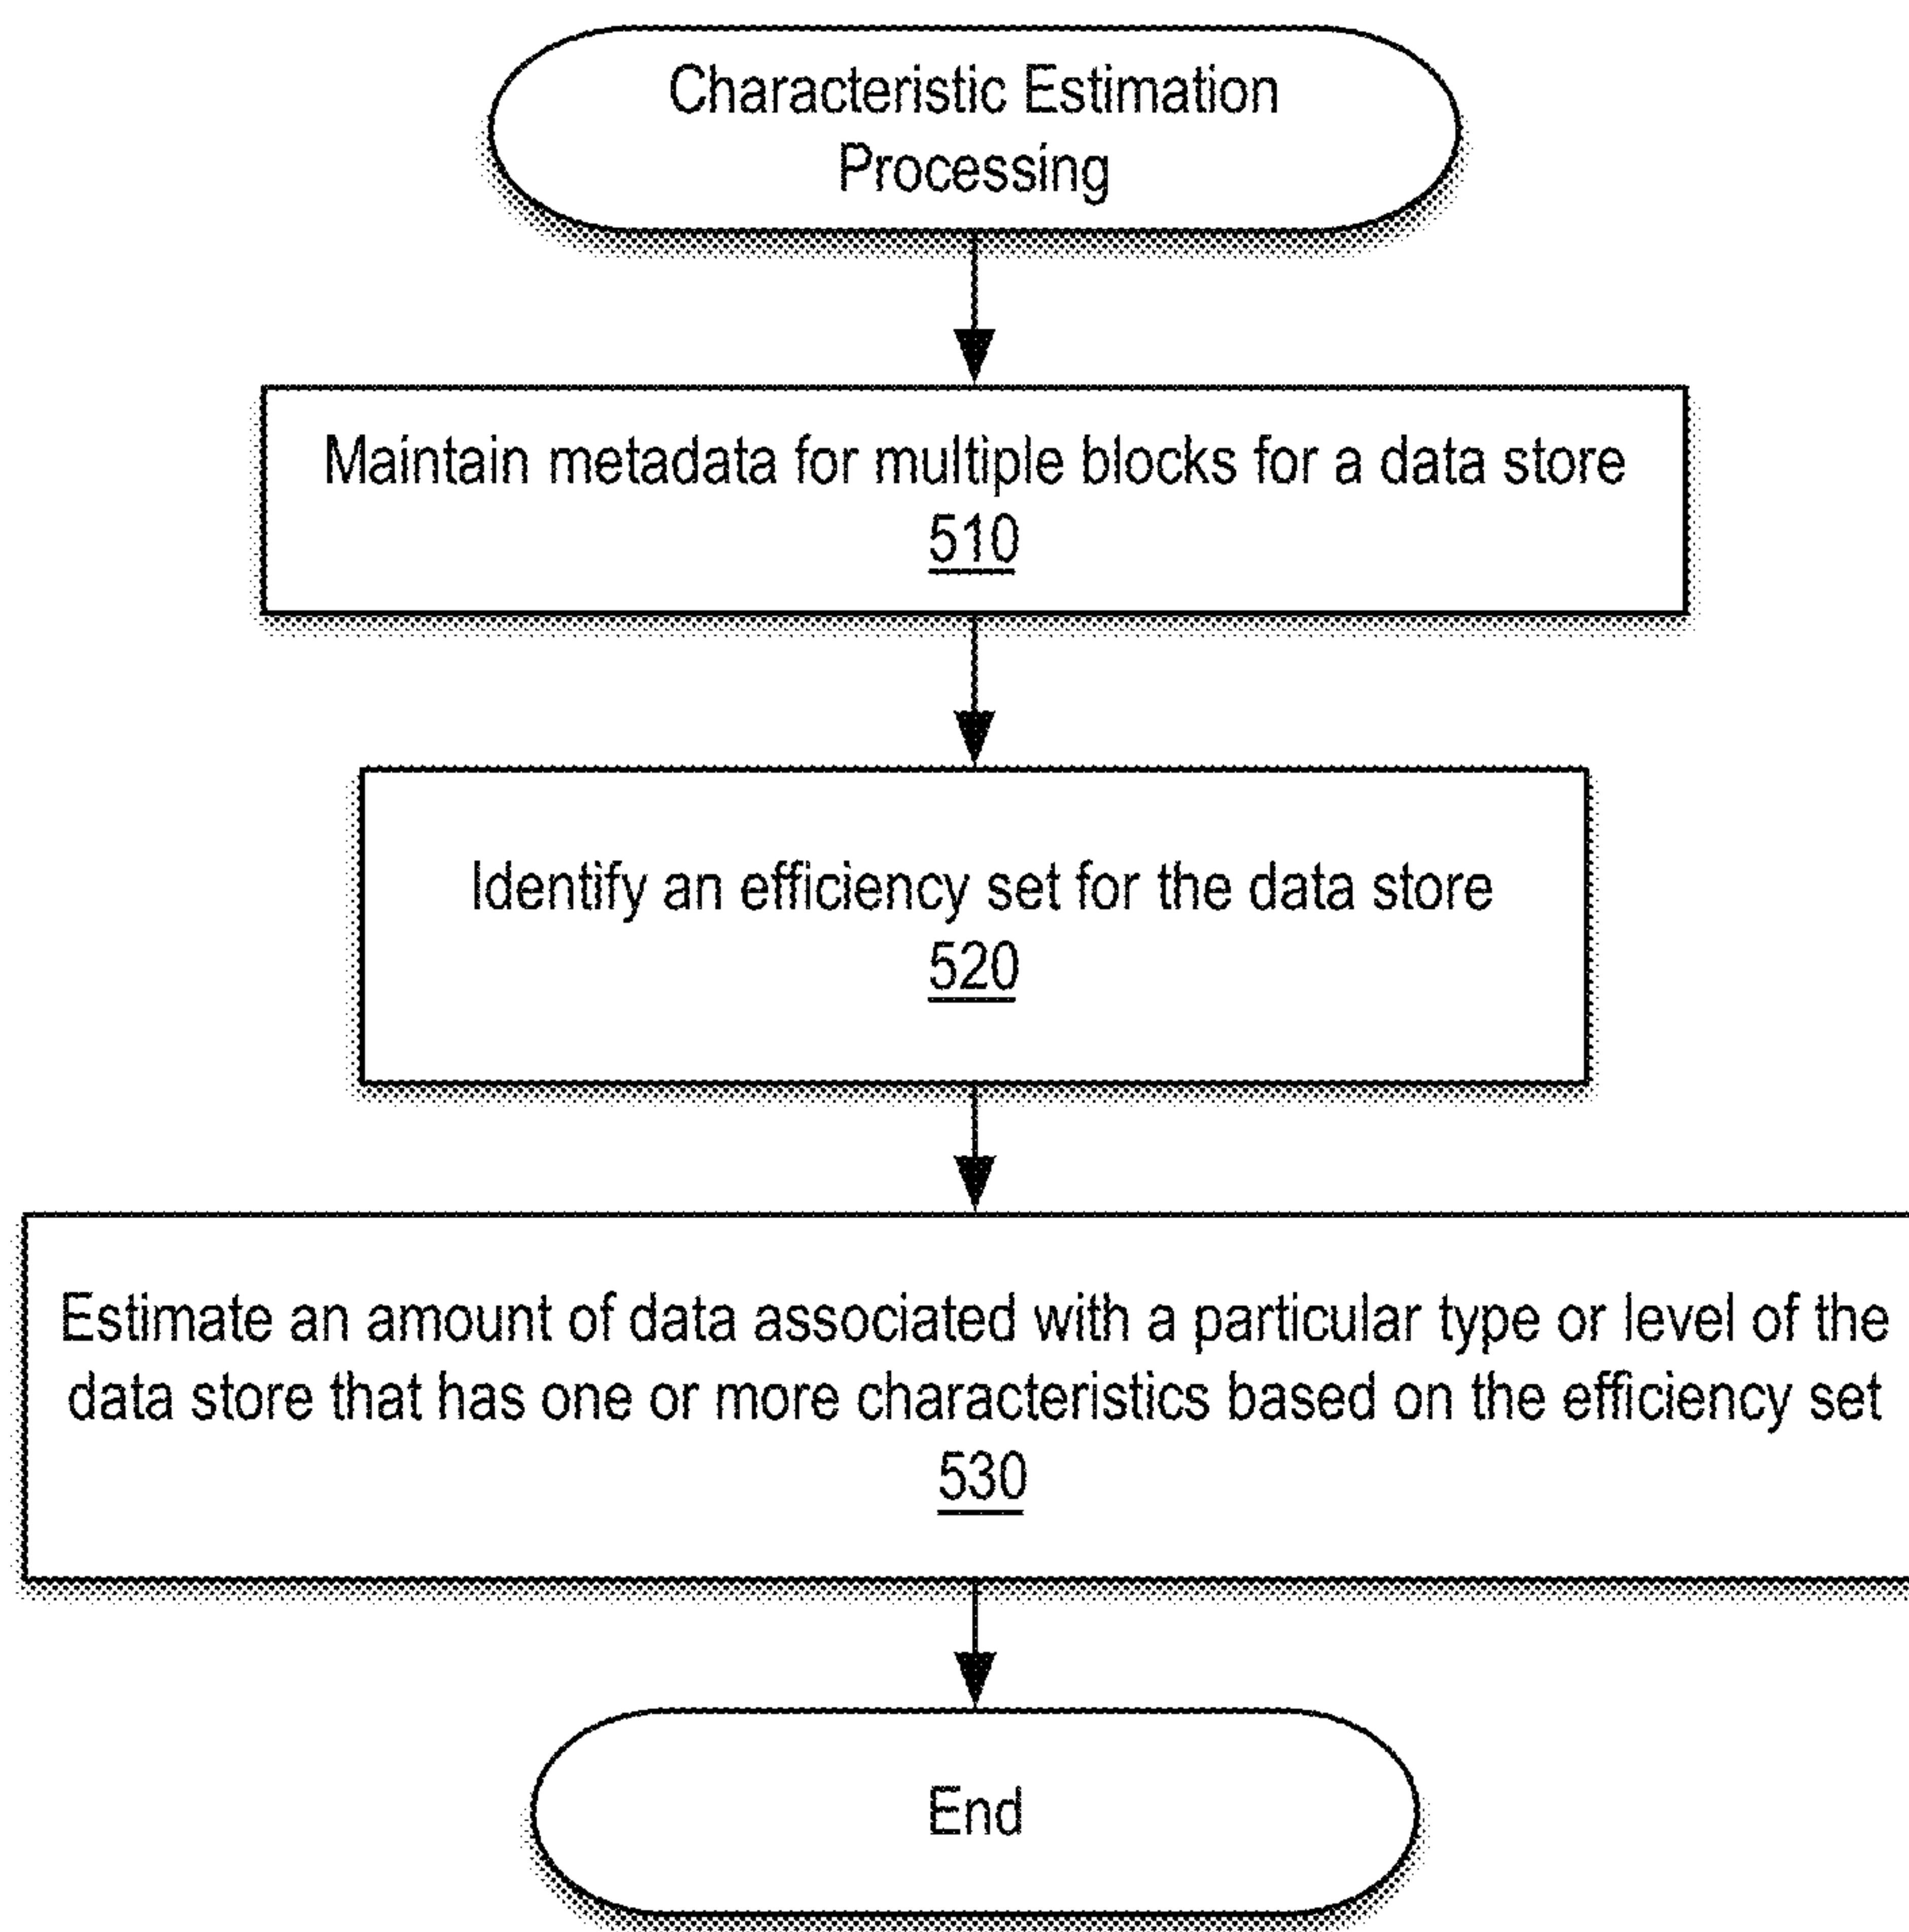 Characteristic Estimation
Processing
Maintain metadata for multiple blocks for a data store
510
Identify an efficiency set for the data store
520
Estimate an amount of data associated with a particular type or level of the
data store that has one or more characteristics based on the efficiency set
530
End